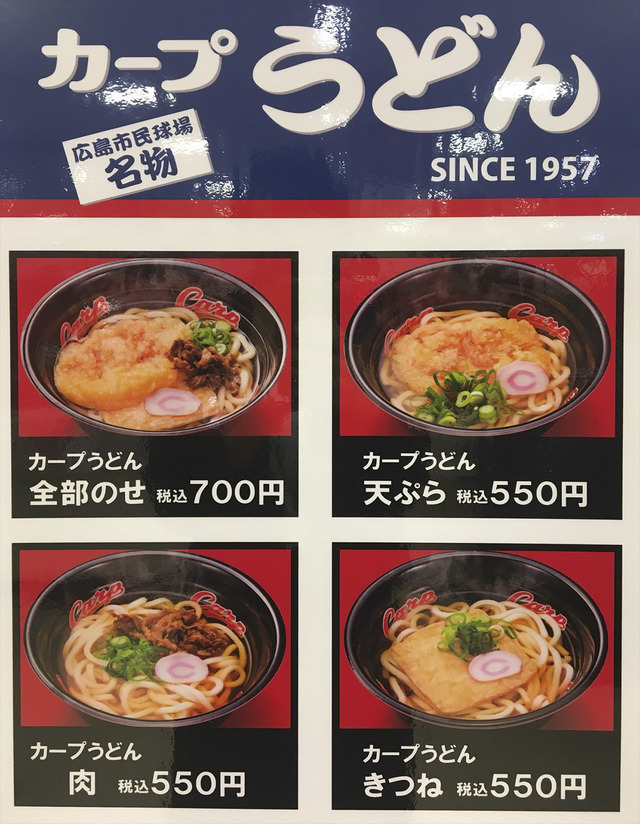 カープうどん
広島市民球場
名物
SINCE 1957
Carp Carp
カープうどん
全部のせ 税込700円
Carp Carp
カープうどん
天ぷら 税込550円
Carp Carp
カープうどん
肉 税込550円
Carp Carp
カープうどん
きつね 税込550円